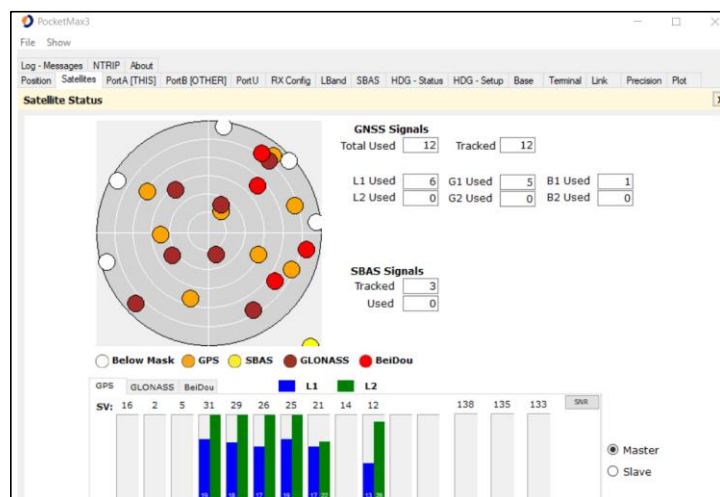 PocketMax3
File Show
Log - Messages NTRIP About
Position Satellites PortA [THIS] PortB [OTHER] PortU RX Config LBand SBAS HDG - Status HDG - Setup Base Terminal Link Precision Plot
Satellite Status X
GNSS Signals
Total Used 12 Tracked 12
L1 Used 6 G1 Used 5 B1 Used 1
L2 Used 0 G2 Used 0 B2 Used 0
SBAS Signals
Tracked 3
Used 0
Below Mask GPS SBAS GLONASS BeiDou
GPS GLONASS BeiDou L1 L2
SV: 16 2 5 31 29 26 25 21 14 12 138 135 133 SNR
Master
Slave
17 17 22 13